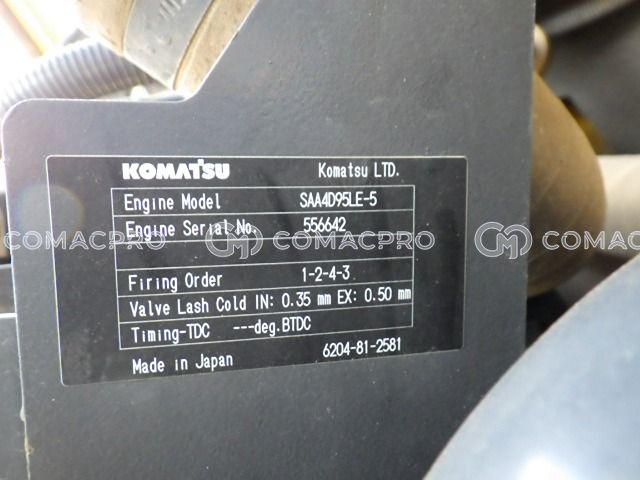 KOMATSU Komatsu LTD.
Engine Model SAA4D95LE-5
Engine Serial No. 556642
COMACPRO CM COMACPRO CM COMACPRO
Firing Order 1-2-4-3
Valve Lash Cold IN: 0.35 mm EX: 0.50 mm
Timing-TDC ---deg.BTDC
Made in Japan 6204-81-2581